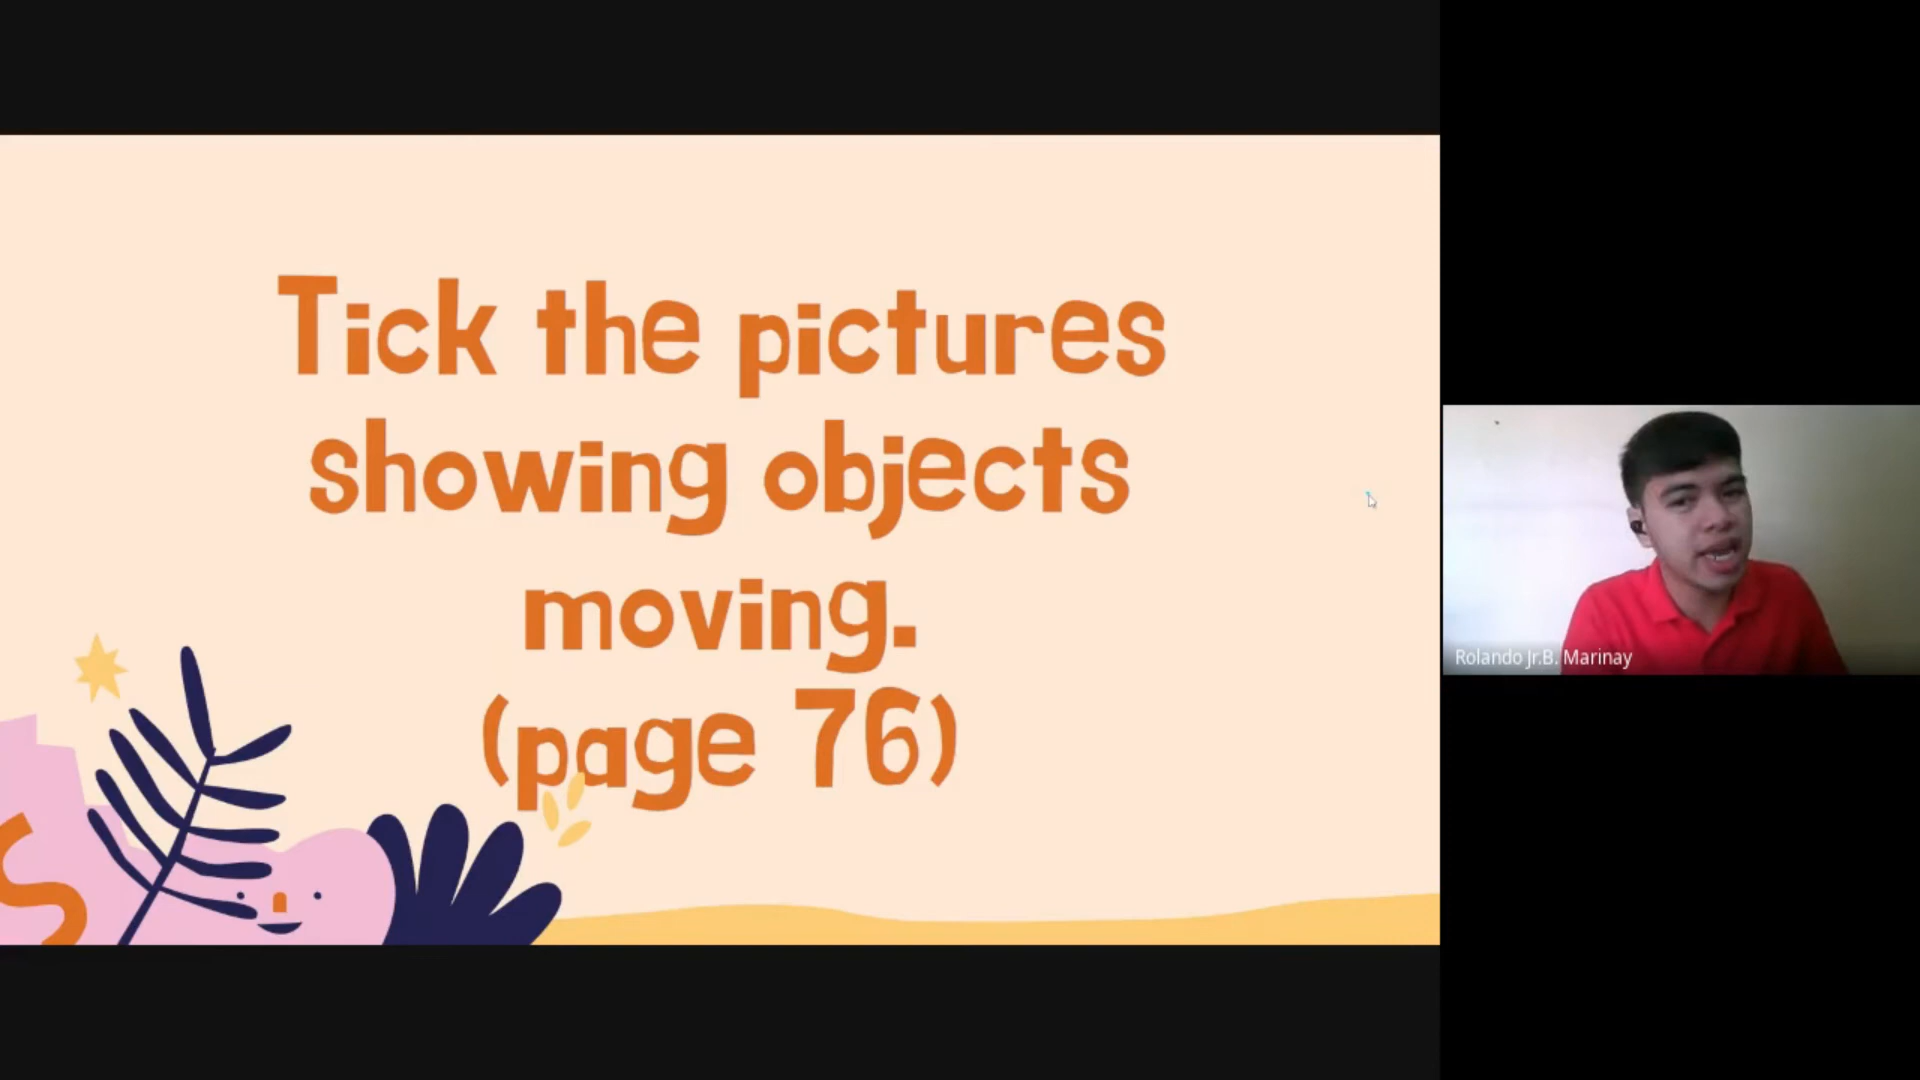 Tick the pictures
showing objects
moving.
(page 76)
S
Rolando Jr.B. Marinay